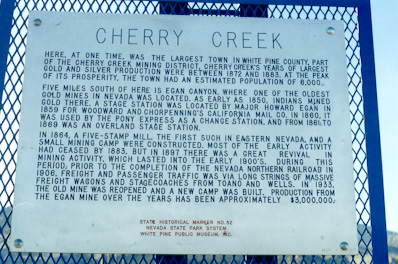 CHERRY CREEK
HERE, AT ONE TIME, WAS THE LARGEST TOWN IN WHITE PINE COUNTY, PART
OF THE CHERRY CREEK MINING DISTRICT, CHERRY CREEK'S YEARS OF LARGEST
GOLD AND SILVER PRODUCTION WERE BETWEEN 1872 AND 1883. AT THE PEAK
OF ITS PROSPERITY, THE TOWN HAD AN ESTIMATED POPULATION OF 6,000.
FIVE MILES SOUTH OF HERE IS EGAN CANYON, WHERE ONE OF THE OLDEST
GOLD MINES IN NEVADA WAS LOCATED. AS EARLY AS 1850, INDIANS MINED
GOLD THERE. A STAGE STATION WAS LOCATED BY MAJOR HOWARD EGAN IN
1859 FOR WOODWARD AND CHORPENNING'S CALIFORNIA MAIL CO. IN 1860, IT
WAS USED BY THE PONY EXPRESS AS A CHANGE STATION, AND FROM 1861 TO
1869 WAS AN OVERLAND STAGE STATION.
IN 1864, A FIVE-STAMP MILL, THE FIRST SUCH IN EASTERN NEVADA, AND A
SMALL MINING CAMP WERE CONSTRUCTED. MOST OF THE EARLY ACTIVITY
HAD CEASED BY 1883, BUT IN 1897 THERE WAS A GREAT REVIVAL IN
MINING ACTIVITY, WHICH LASTED INTO THE EARLY 1900'S. DURING THIS
PERIOD, PRIOR TO THE COMPLETION OF THE NEVADA NORTHERN RAILROAD IN
1906, FREIGHT AND PASSENGER TRAFFIC WAS VIA LONG STRINGS OF MASSIVE
FREIGHT WAGONS AND STAGECOACHES FROM TOANO AND WELLS. IN 1933,
THE OLD MINE WAS REOPENED AND A NEW CAMP WAS BUILT. PRODUCTION FROM
THE EGAN MINE OVER THE YEARS HAS BEEN APPROXIMATELY $3,000,000.
STATE HISTORICAL MARKER NO. 52
NEVADA STATE PARK SYSTEM
WHITE PINE PUBLIC MUSEUM, INC.